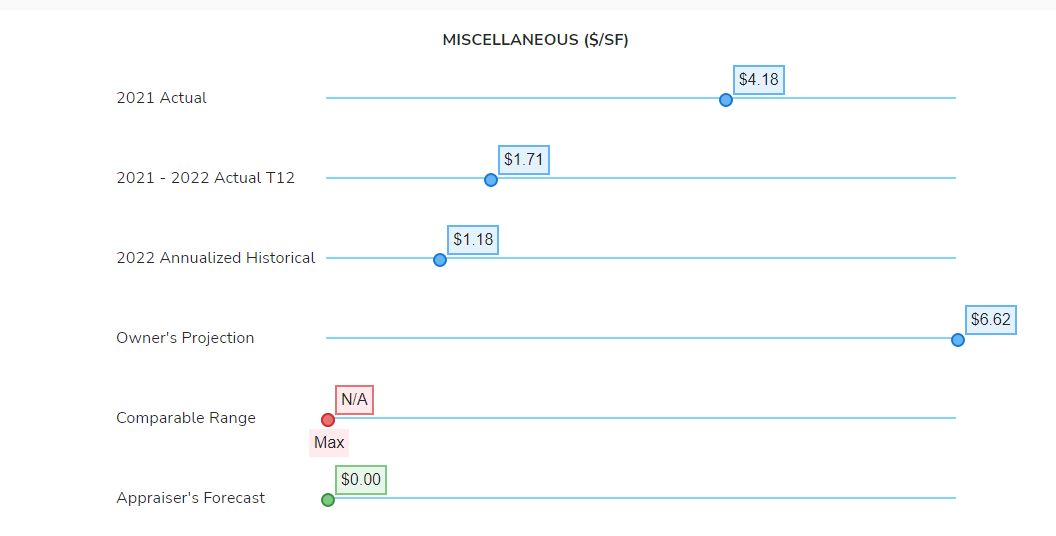 MISCELLANEOUS ($/SF)
2021 Actual
$4.18
2021 - 2022 Actual T12
$1.71
2022 Annualized Historical
$1.18
Owner's Projection
$6.62
Comparable Range
N/A
Max
Appraiser's Forecast
$0.00